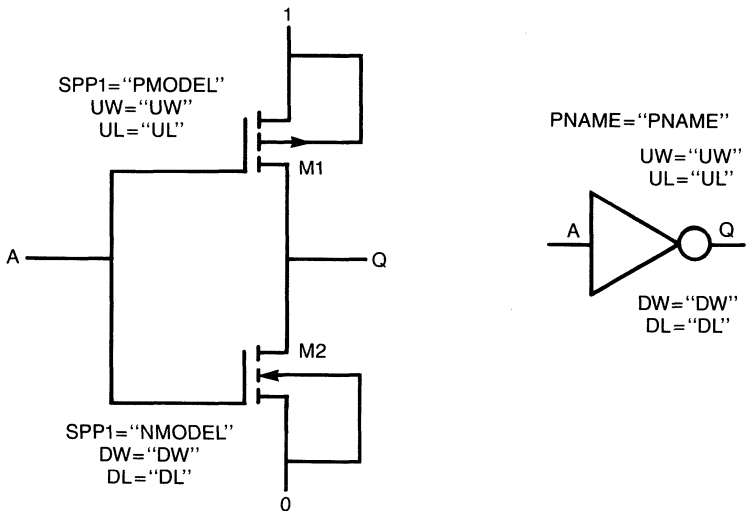 1
SPP1=“PMODEL”
UW=“UW”
UL=“UL”
M1
A
Q
M2
SPP1=“NMODEL”
DW=“DW”
DL=“DL”
0
PNAME=“PNAME”
UW=“UW”
UL=“UL”
A
Q
DW=“DW”
DL=“DL”